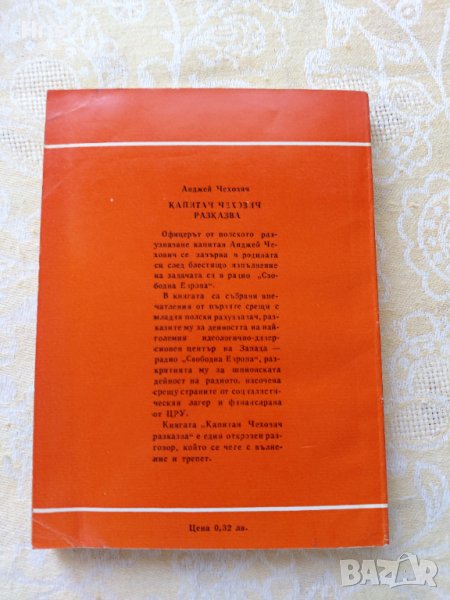 Анджей Чехович
КАПИТАН ЧЕХОВИЧ
РАЗКАЗВА
Офицерът от полското раз-
узнаване капитан Анджей Че-
хович се завърна в родината
си след блестящо изпълнение
на задачата си в радио „Сво-
бодна Европа".
В книгата са събрани впе-
чатления от първите срещи с
младия полски разузнавач, раз-
казите му за дейността на най-
големия идеологично-дивер-
сионен център на Запада —
радио „Свободна Европа", раз-
критията му за шпионската
дейност на радиото, насочена
срещу страните от социалисти-
ческия лагер и финансирана
от ЦРУ.
Книгата „Капитан Чехович
разказва" е един откровен раз-
говор, който се чете с вълне-
ние и трепет.
Цена 0,32 лв.
BAZAR